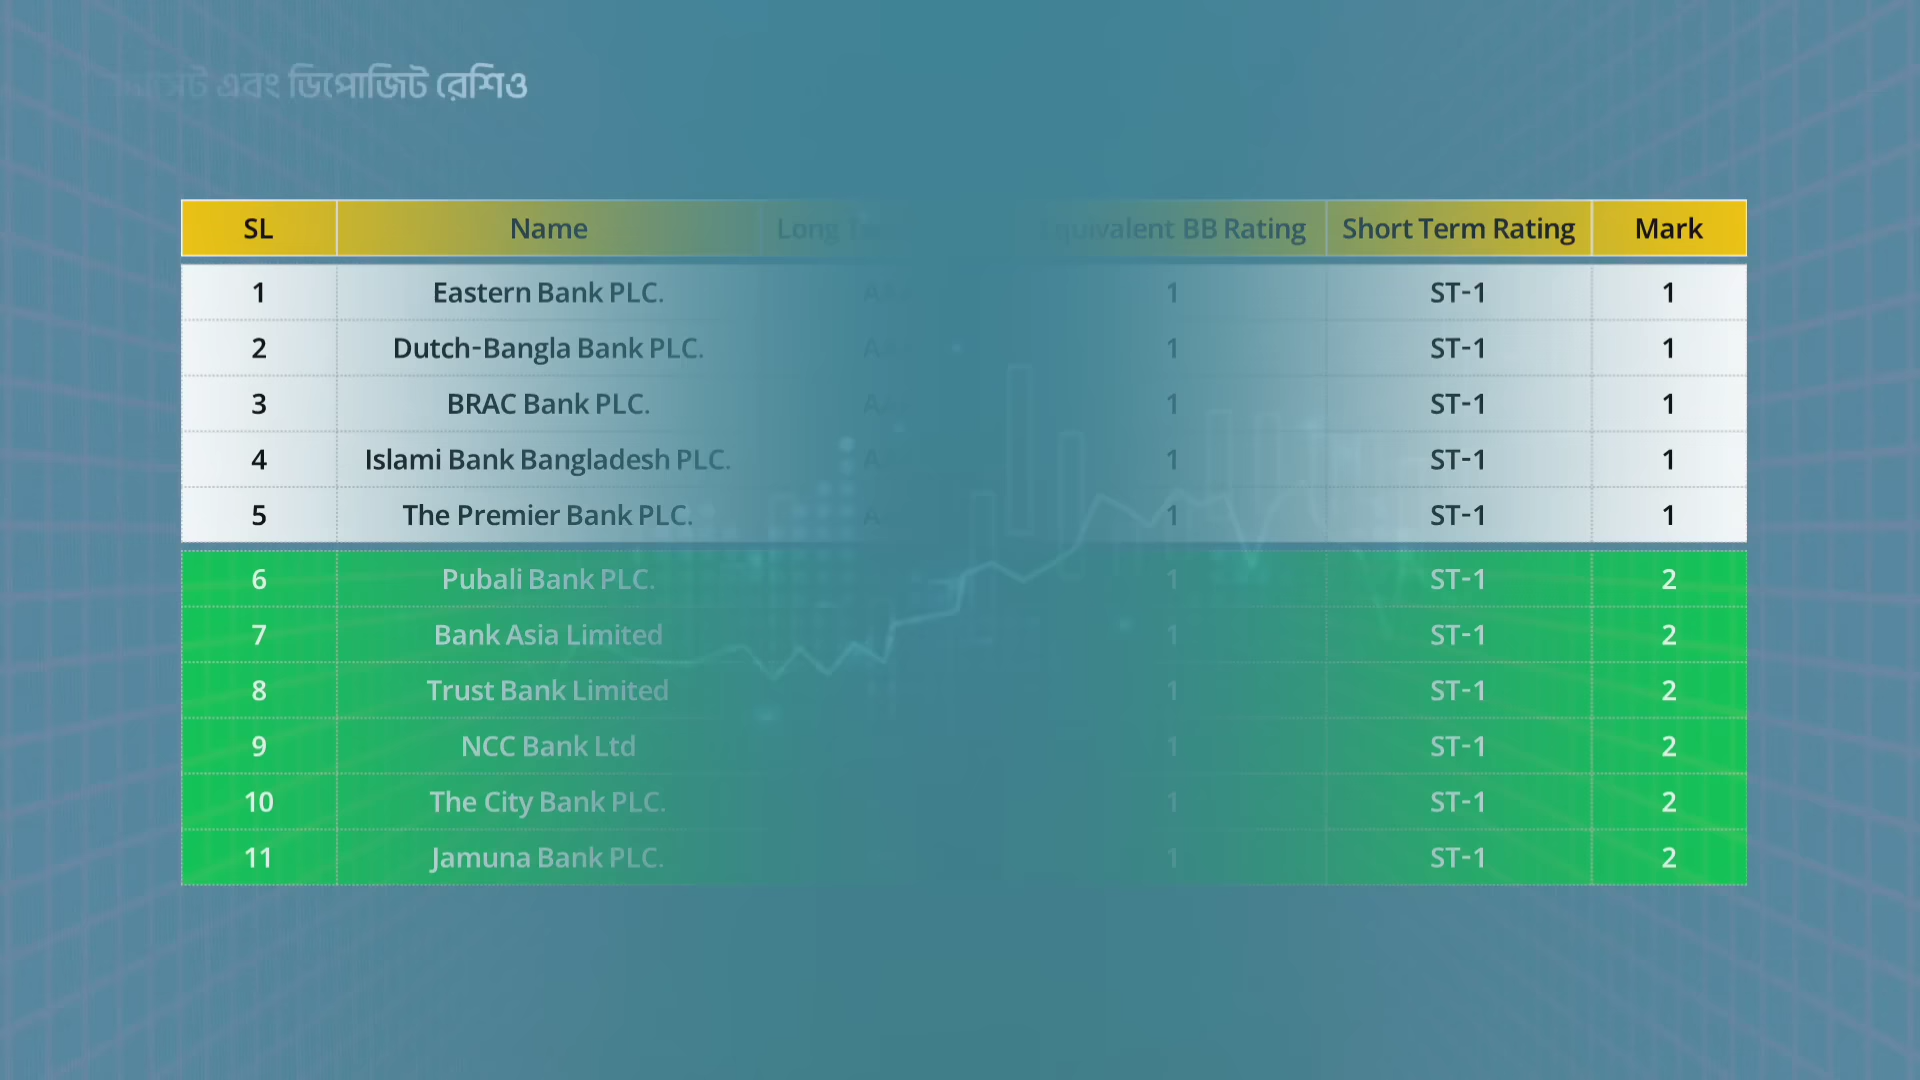 এবং ডিপোজিট রেশিও
SL Name Long Equivalent BB Rating Short Term Rating Mark
1 Eastern Bank PLC. 1 ST-1 1
2 Dutch-Bangla Bank PLC. 1 ST-1 1
3 BRAC Bank PLC. 1 ST-1 1
4 Islami Bank Bangladesh PLC. 1 ST-1 1
5 The Premier Bank PLC. 1 ST-1 1
6 Pubali Bank PLC. 1 ST-1 2
7 Bank Asia Limited 1 ST-1 2
8 Trust Bank Limited 1 ST-1 2
9 NCC Bank Ltd 1 ST-1 2
10 The City Bank PLC. 1 ST-1 2
11 Jamuna Bank PLC. 1 ST-1 2